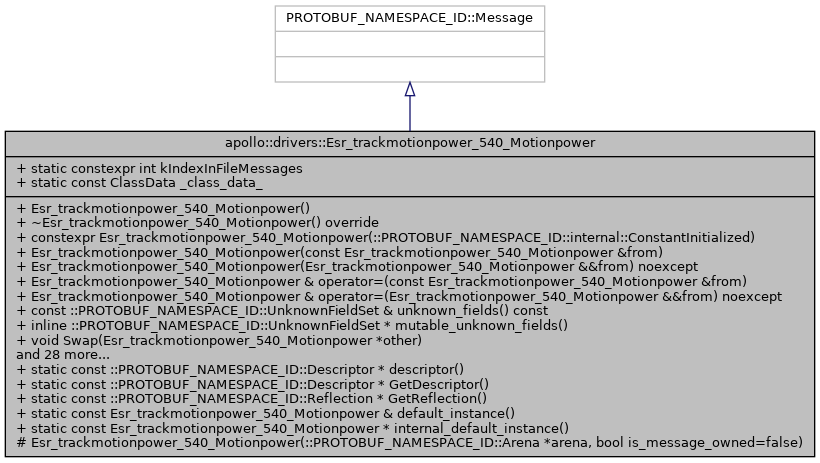 PROTOBUF_NAMESPACE_ID::Message
apollo::drivers::Esr_trackmotionpower_540_Motionpower
+ static constexpr int kIndexInFileMessages
+ static const ClassData _class_data_
+ Esr_trackmotionpower_540_Motionpower()
+ ~Esr_trackmotionpower_540_Motionpower() override
+ constexpr Esr_trackmotionpower_540_Motionpower(::PROTOBUF_NAMESPACE_ID::internal::ConstantInitialized)
+ Esr_trackmotionpower_540_Motionpower(const Esr_trackmotionpower_540_Motionpower &from)
+ Esr_trackmotionpower_540_Motionpower(Esr_trackmotionpower_540_Motionpower &&from) noexcept
+ Esr_trackmotionpower_540_Motionpower & operator=(const Esr_trackmotionpower_540_Motionpower &from)
+ Esr_trackmotionpower_540_Motionpower & operator=(Esr_trackmotionpower_540_Motionpower &&from) noexcept
+ const ::PROTOBUF_NAMESPACE_ID::UnknownFieldSet & unknown_fields() const
+ inline ::PROTOBUF_NAMESPACE_ID::UnknownFieldSet * mutable_unknown_fields()
+ void Swap(Esr_trackmotionpower_540_Motionpower *other)
and 28 more...
+ static const ::PROTOBUF_NAMESPACE_ID::Descriptor * descriptor()
+ static const ::PROTOBUF_NAMESPACE_ID::Descriptor * GetDescriptor()
+ static const ::PROTOBUF_NAMESPACE_ID::Reflection * GetReflection()
+ static const Esr_trackmotionpower_540_Motionpower & default_instance()
+ static const Esr_trackmotionpower_540_Motionpower * internal_default_instance()
# Esr_trackmotionpower_540_Motionpower(::PROTOBUF_NAMESPACE_ID::Arena *arena, bool is_message_owned=false)